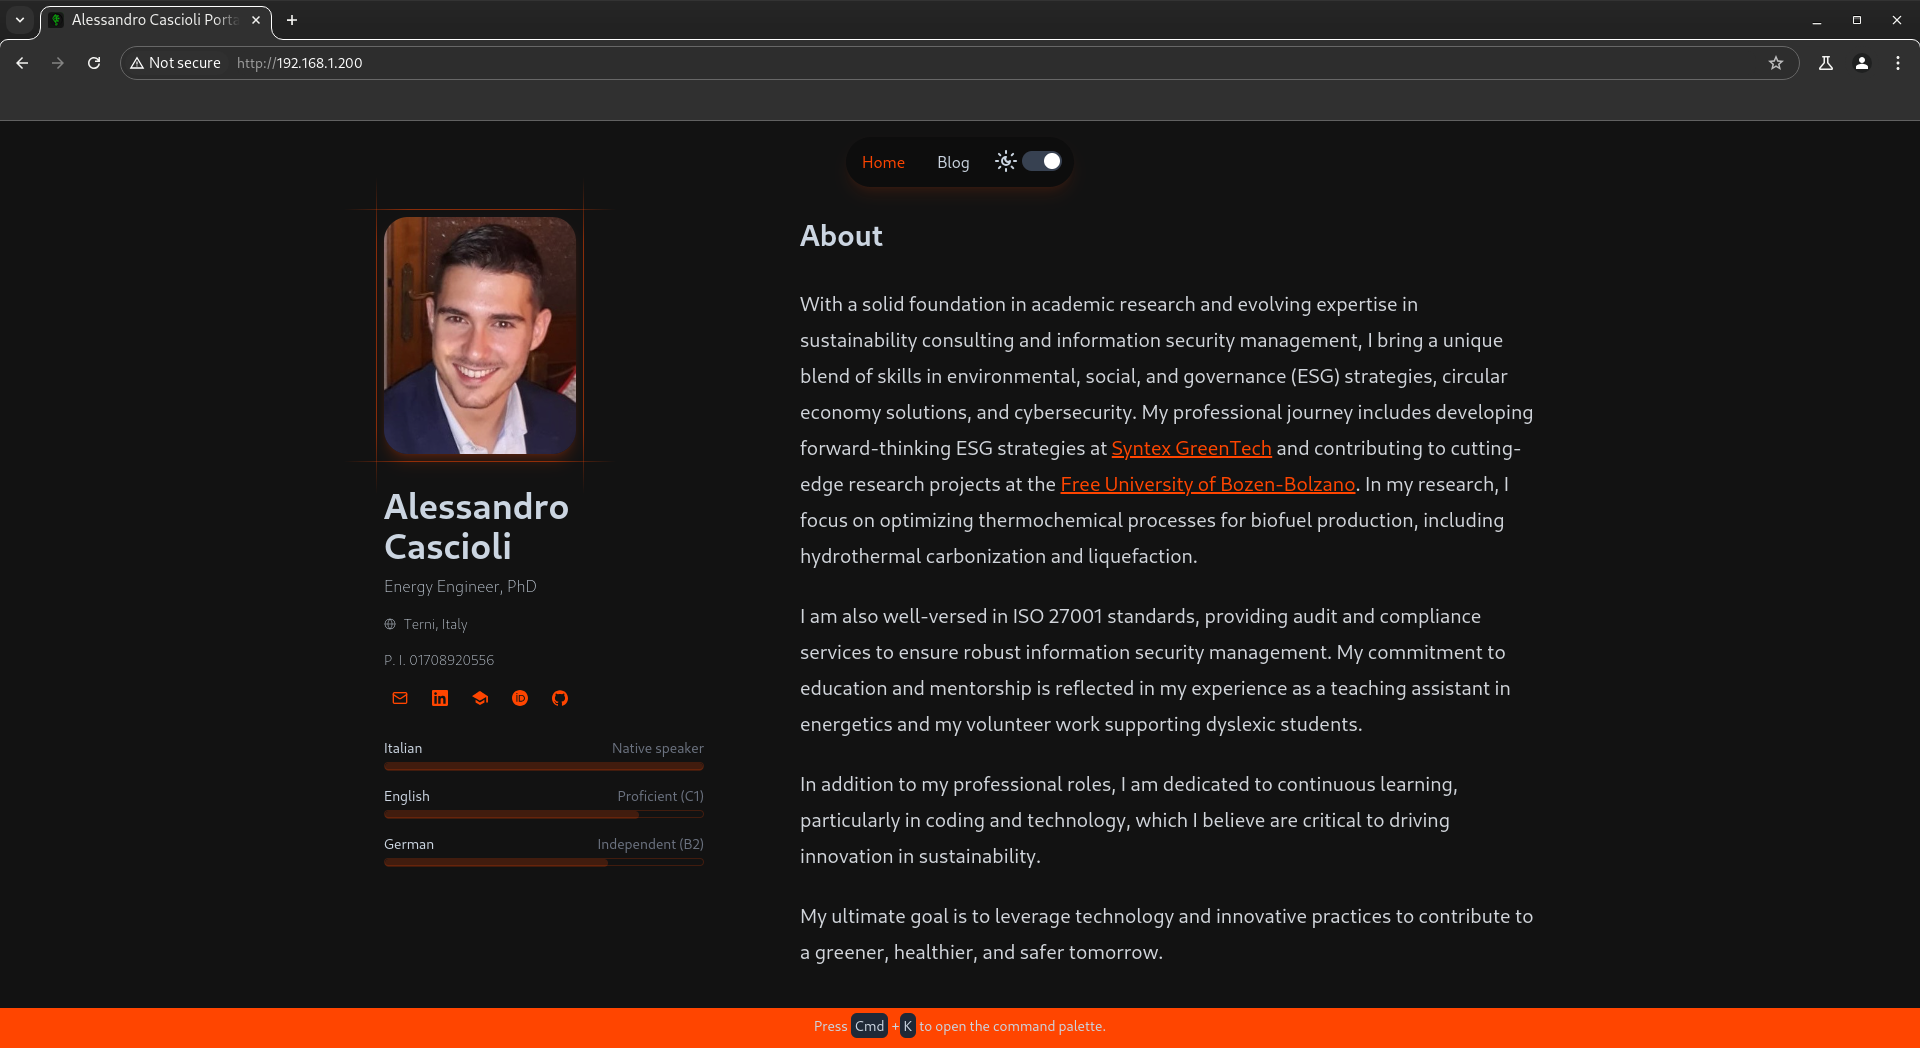 Alessandro Cascioli Porta
Not secure
http://192.168.1.200
Home
Blog
About
With a solid foundation in academic research and evolving expertise in
sustainability consulting and information security management, I bring a unique
blend of skills in environmental, social, and governance (ESG) strategies, circular
economy solutions, and cybersecurity. My professional journey includes developing
forward-thinking ESG strategies at Syntex GreenTech and contributing to cutting-
edge research projects at the Free University of Bozen-Bolzano. In my research, I
focus on optimizing thermochemical processes for biofuel production, including
hydrothermal carbonization and liquefaction.
I am also well-versed in ISO 27001 standards, providing audit and compliance
services to ensure robust information security management. My commitment to
education and mentorship is reflected in my experience as a teaching assistant in
energetics and my volunteer work supporting dyslexic students.
In addition to my professional roles, I am dedicated to continuous learning,
particularly in coding and technology, which I believe are critical to driving
innovation in sustainability.
My ultimate goal is to leverage technology and innovative practices to contribute to
a greener, healthier, and safer tomorrow.
Alessandro
Cascioli
Energy Engineer, PhD
Terni, Italy
P. I. 01708920556
in
iD
Italian
Native speaker
English
Proficient (C1)
German
Independent (B2)
Press Cmd + K to open the command palette.